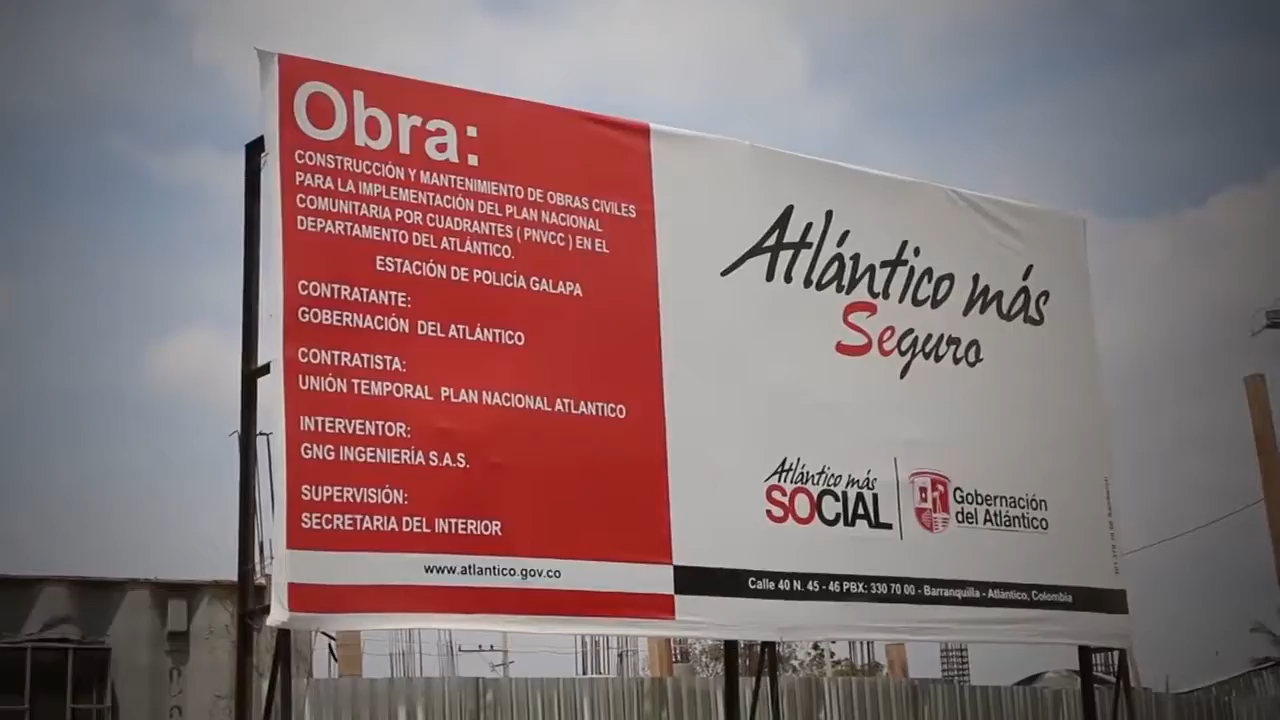 Obra:
CONSTRUCCIÓN Y MANTENIMIENTO DE OBRAS CIVILES
PARA LA IMPLEMENTACIÓN DEL PLAN NACIONAL
COMUNITARIA POR CUADRANTES ( PNVCC ) EN EL
DEPARTAMENTO DEL ATLÁNTICO.
ESTACIÓN DE POLICÍA GALAPA
CONTRATANTE:
GOBERNACIÓN DEL ATLÁNTICO
CONTRATISTA:
UNIÓN TEMPORAL PLAN NACIONAL ATLANTICO
INTERVENTOR:
GNG INGENIERÍA S.A.S.
SUPERVISIÓN:
SECRETARIA DEL INTERIOR
www.atlantico.gov.co
Atlántico más
Seguro
Atlántico más
SOCIAL
Gobernación
del Atlántico
Calle 40 N. 45 - 46 PBX: 330 70 00 - Barranquilla - Atlántico, Colombia